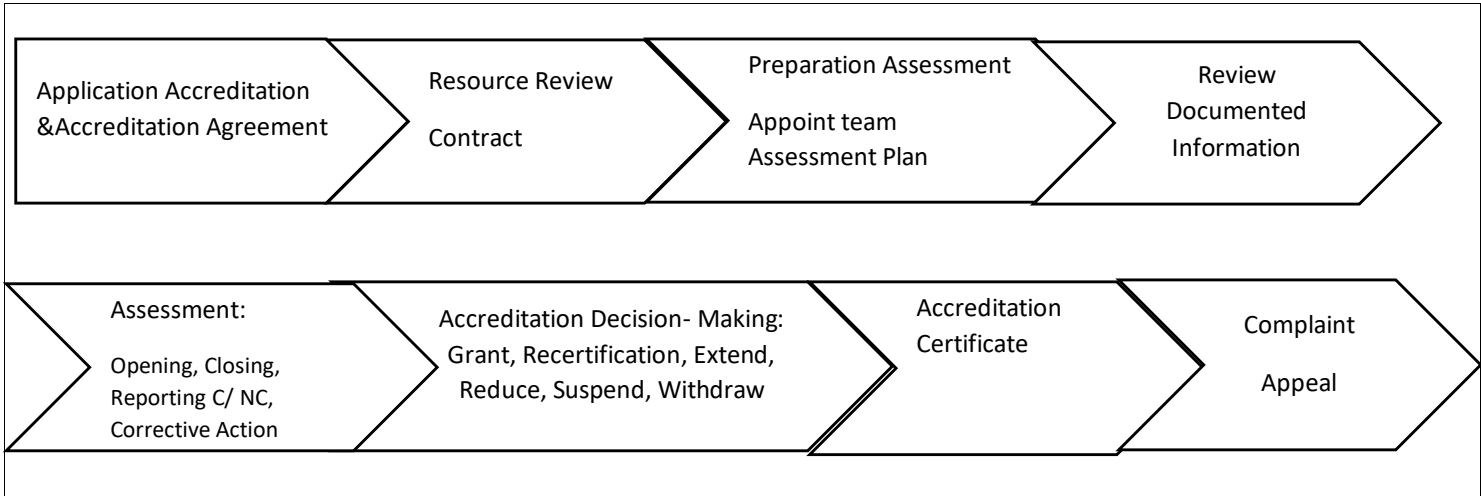 Application Accreditation
&Accreditation Agreement
Resource Review
Contract
Preparation Assessment
Appoint team
Assessment Plan
Review
Documented
Information
Assessment:
Opening, Closing,
Reporting C/ NC,
Corrective Action
Accreditation Decision- Making:
Grant, Recertification, Extend,
Reduce, Suspend, Withdraw
Accreditation
Certificate
Complaint
Appeal